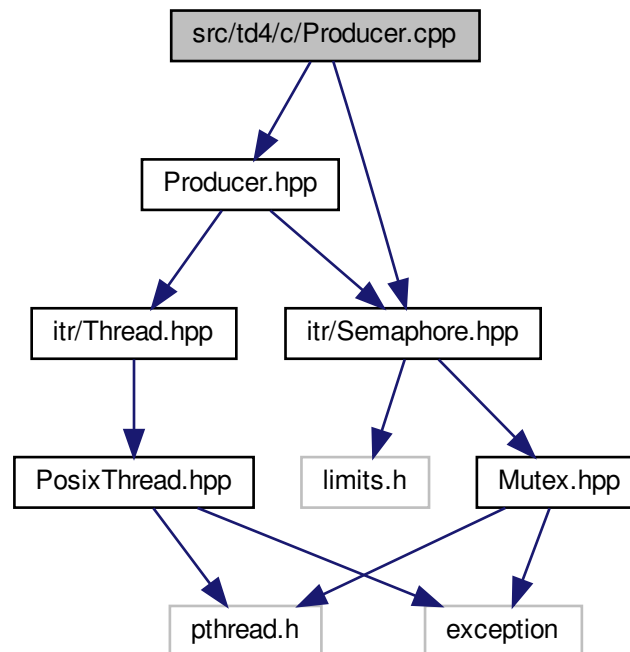 src/td4/c/Producer.cpp
Producer.hpp
itr/Thread.hpp
itr/Semaphore.hpp
PosixThread.hpp
limits.h
Mutex.hpp
pthread.h
exception